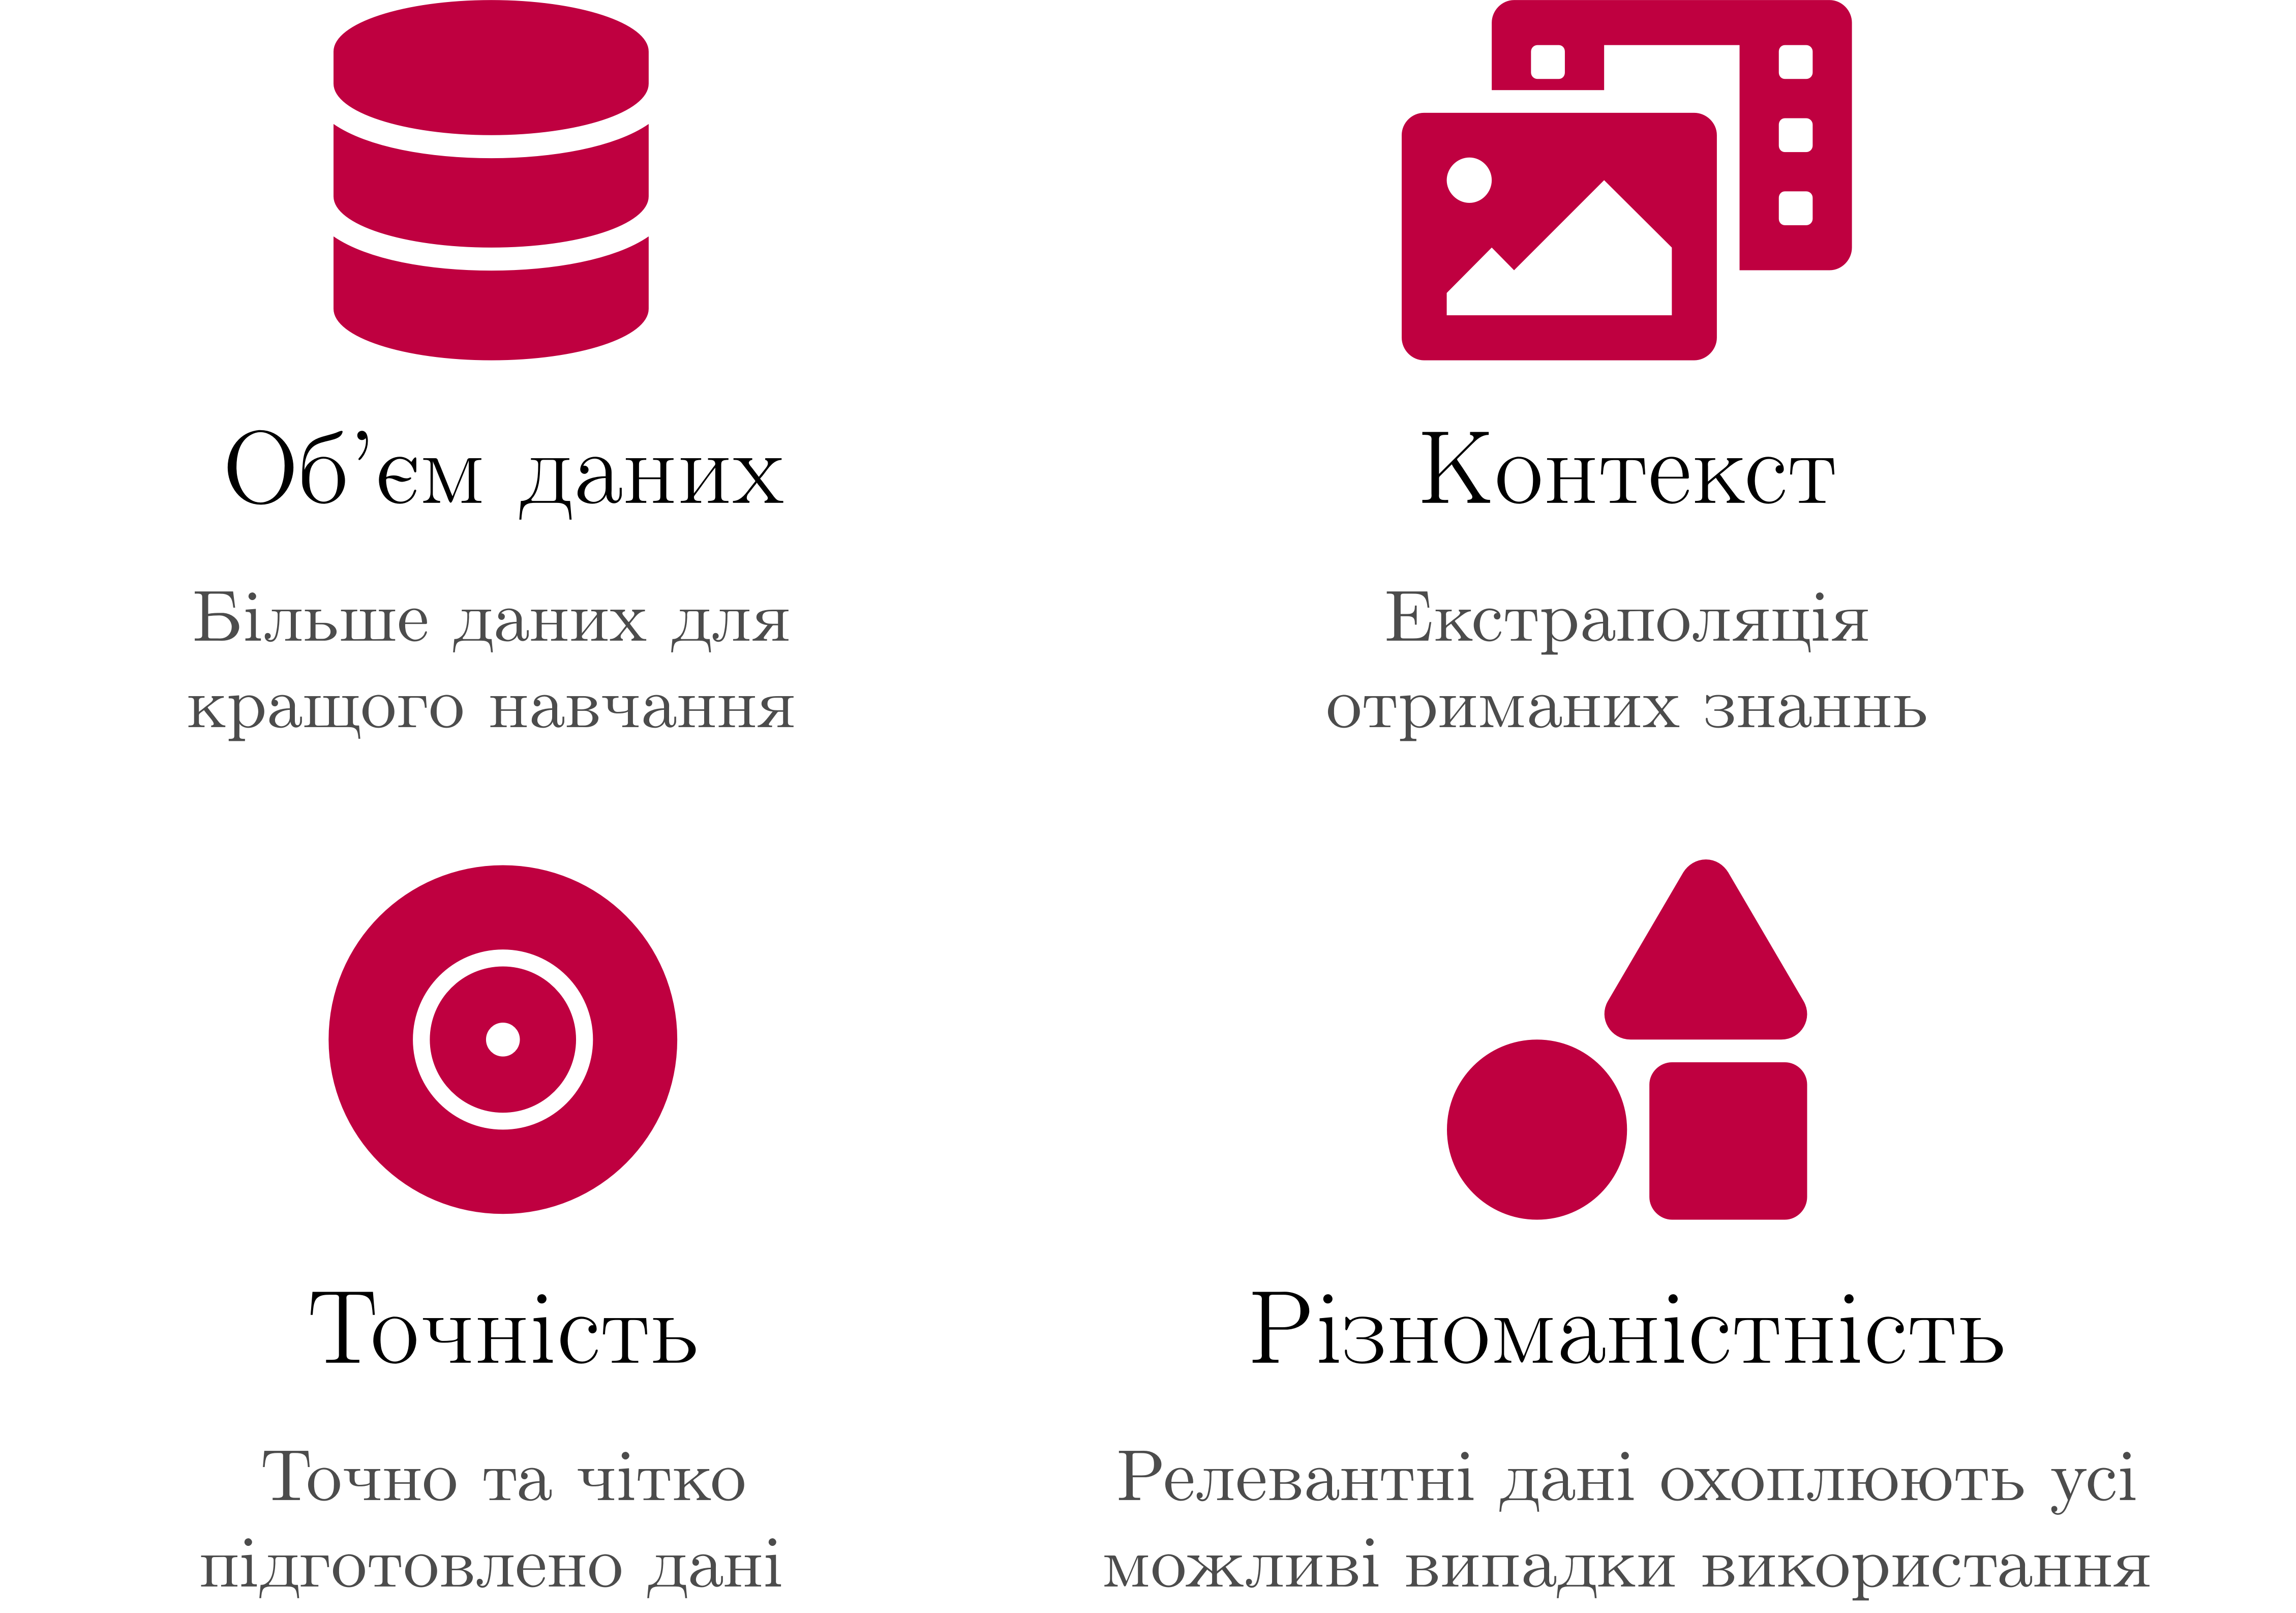 Об’єм даних
Більше даних для
кращого навчання
Контекст
Екстраполяція
отриманих знаннь
Точність
Точно та чітко
підготовлено дані
Різноманістність
Релевантні дані охоплюють усі
можливі випадки використання